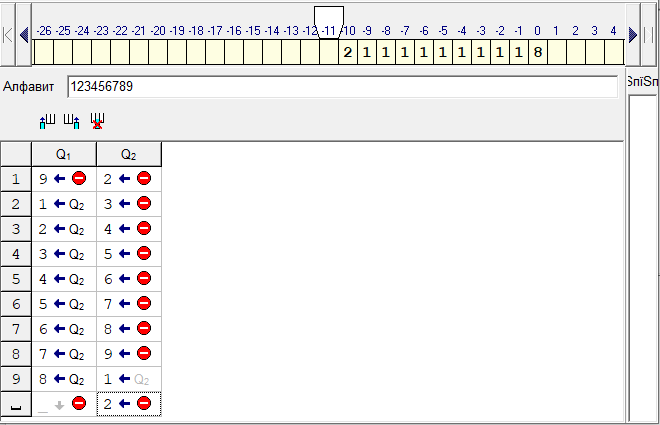 -26 -25 -24 -23 -22 -21 -20 -19 -18 -17 -16 -15 -14 -13 -12 -11 -10 -9 -8 -7 -6 -5 -4 -3 -2 -1 0 1 2 3 4
2 1 1 1 1 1 1 1 1 1 8
Алфавит 123456789
Q₁ Q₂
1 9 ← 2 ←
2 1 ← Q₂ 3 ←
3 2 ← Q₂ 4 ←
4 3 ← Q₂ 5 ←
5 4 ← Q₂ 6 ←
6 5 ← Q₂ 7 ←
7 6 ← Q₂ 8 ←
8 7 ← Q₂ 9 ←
9 8 ← Q₂ 1 ← Q₂
␣ _ ↓ 2 ←